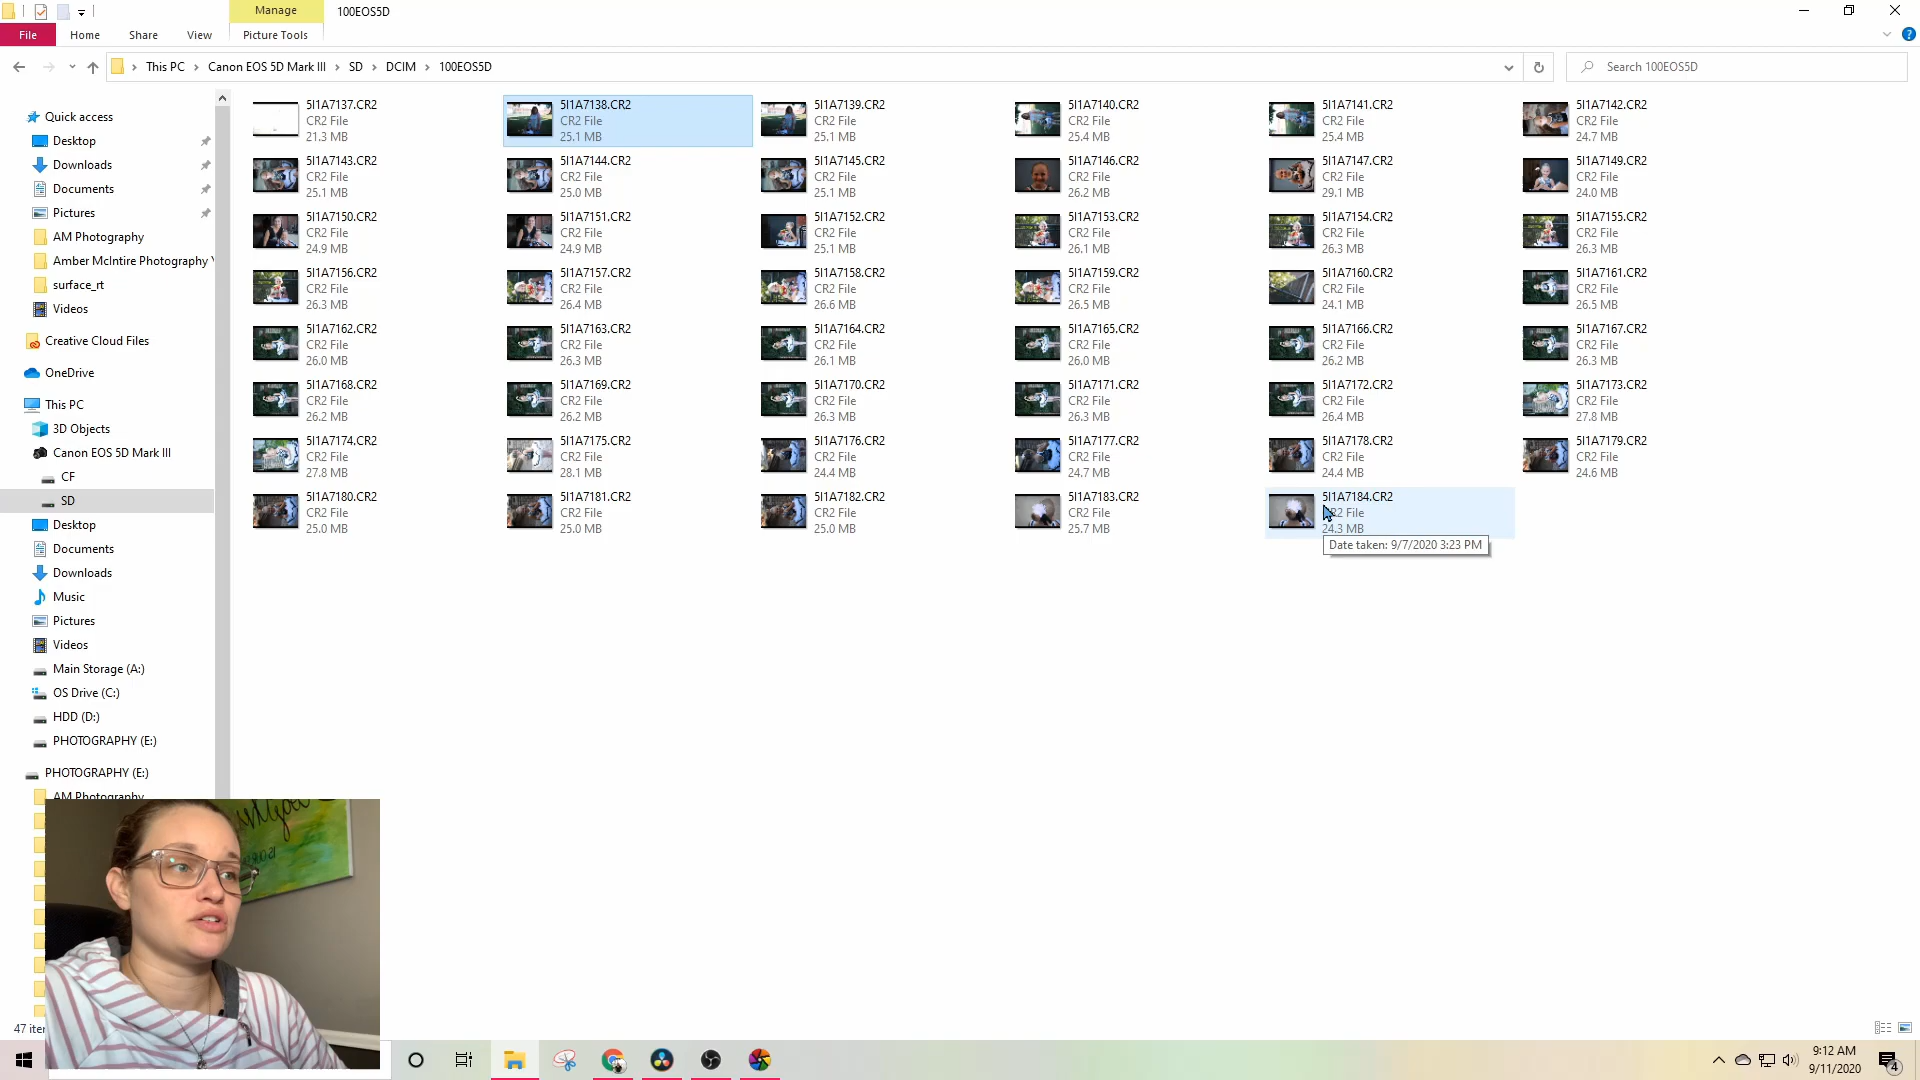 Manage
100EOS5D
File
Home
Share
View
Picture Tools
This PC
Canon EOS 5D Mark III
SD
DCIM
100EOS5D
Search 100EOS5D
Quick access
Desktop
Downloads
Documents
Pictures
AM Photography
Amber McIntire Photography
surface_rt
Videos
Creative Cloud Files
OneDrive
This PC
3D Objects
Canon EOS 5D Mark III
CF
SD
Desktop
Documents
Downloads
Music
Pictures
Videos
Main Storage (A:)
OS Drive (C:)
HDD (D:)
PHOTOGRAPHY (E:)
PHOTOGRAPHY (E:)
AM Photography
5I1A7137.CR2
CR2 File
21.3 MB
5I1A7138.CR2
CR2 File
25.1 MB
5I1A7139.CR2
CR2 File
25.1 MB
5I1A7140.CR2
CR2 File
25.4 MB
5I1A7141.CR2
CR2 File
25.4 MB
5I1A7142.CR2
CR2 File
24.7 MB
5I1A7143.CR2
CR2 File
25.1 MB
5I1A7144.CR2
CR2 File
25.0 MB
5I1A7145.CR2
CR2 File
25.1 MB
5I1A7146.CR2
CR2 File
26.2 MB
5I1A7147.CR2
CR2 File
29.1 MB
5I1A7149.CR2
CR2 File
24.0 MB
5I1A7150.CR2
CR2 File
24.9 MB
5I1A7151.CR2
CR2 File
24.9 MB
5I1A7152.CR2
CR2 File
25.1 MB
5I1A7153.CR2
CR2 File
26.1 MB
5I1A7154.CR2
CR2 File
26.3 MB
5I1A7155.CR2
CR2 File
26.3 MB
5I1A7156.CR2
CR2 File
26.3 MB
5I1A7157.CR2
CR2 File
26.4 MB
5I1A7158.CR2
CR2 File
26.6 MB
5I1A7159.CR2
CR2 File
26.5 MB
5I1A7160.CR2
CR2 File
24.1 MB
5I1A7161.CR2
CR2 File
26.5 MB
5I1A7162.CR2
CR2 File
26.0 MB
5I1A7163.CR2
CR2 File
26.3 MB
5I1A7164.CR2
CR2 File
26.1 MB
5I1A7165.CR2
CR2 File
26.0 MB
5I1A7166.CR2
CR2 File
26.2 MB
5I1A7167.CR2
CR2 File
26.3 MB
5I1A7168.CR2
CR2 File
26.2 MB
5I1A7169.CR2
CR2 File
26.2 MB
5I1A7170.CR2
CR2 File
26.3 MB
5I1A7171.CR2
CR2 File
26.3 MB
5I1A7172.CR2
CR2 File
26.4 MB
5I1A7173.CR2
CR2 File
27.8 MB
5I1A7174.CR2
CR2 File
27.8 MB
5I1A7175.CR2
CR2 File
28.1 MB
5I1A7176.CR2
CR2 File
24.4 MB
5I1A7177.CR2
CR2 File
24.7 MB
5I1A7178.CR2
CR2 File
24.4 MB
5I1A7179.CR2
CR2 File
24.6 MB
5I1A7180.CR2
CR2 File
25.0 MB
5I1A7181.CR2
CR2 File
25.0 MB
5I1A7182.CR2
CR2 File
25.0 MB
5I1A7183.CR2
CR2 File
25.7 MB
5I1A7184.CR2
CR2 File
24.3 MB
Date taken: 9/7/2020 3:23 PM
47
9:12 AM
9/11/2020
4